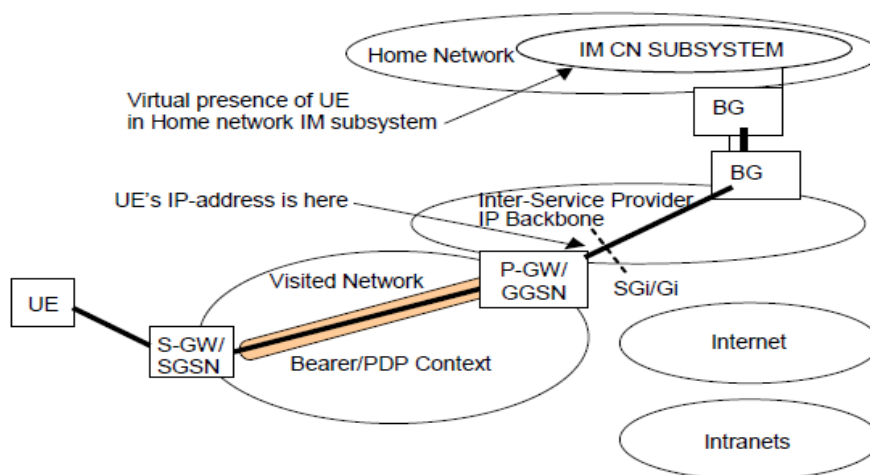 Home Network
IM CN SUBSYSTEM
Virtual presence of UE
in Home network IM subsystem
BG
BG
UE's IP-address is here
Inter-Service Provider
IP Backbone
Visited Network
P-GW/
GGSN
SGi/Gi
UE
S-GW/
SGSN
Bearer/PDP Context
Internet
Intranets